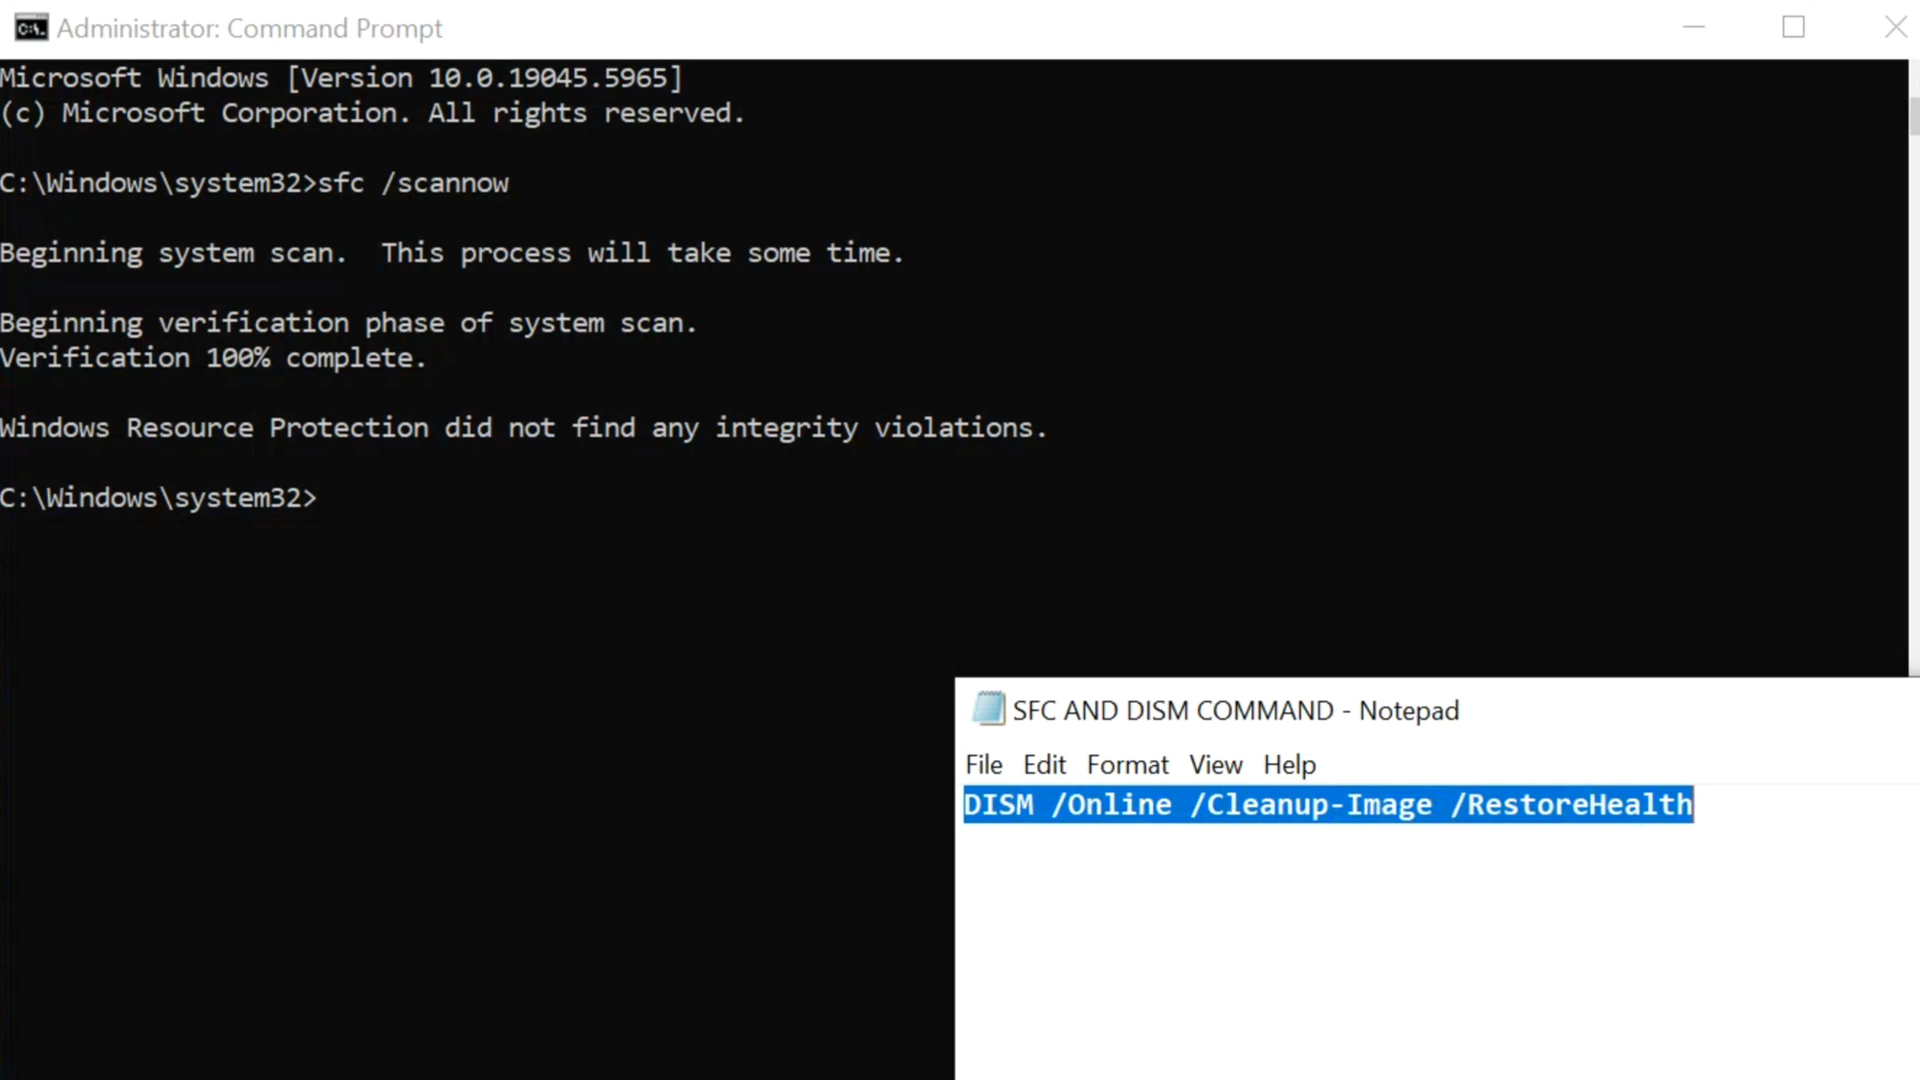 Administrator: Command Prompt
Microsoft Windows [Version 10.0.19045.5965]
(c) Microsoft Corporation. All rights reserved.
C:\Windows\system32>sfc /scannow
Beginning system scan.  This process will take some time.
Beginning verification phase of system scan.
Verification 100% complete.
Windows Resource Protection did not find any integrity violations.
C:\Windows\system32>
SFC AND DISM COMMAND - Notepad
File Edit Format View Help
DISM /Online /Cleanup-Image /RestoreHealth